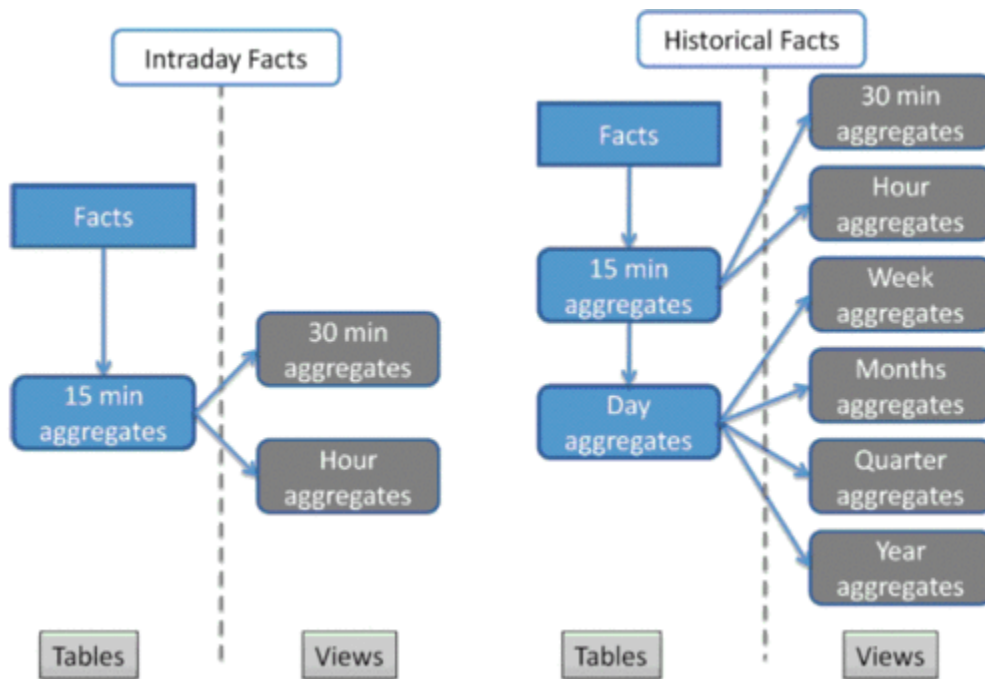 Intraday Facts
Facts
15 min
aggregates
30 min
aggregates
Hour
aggregates
Tables
Views
Historical Facts
Facts
15 min
aggregates
Day
aggregates
30 min
aggregates
Hour
aggregates
Week
aggregates
Months
aggregates
Quarter
aggregates
Year
aggregates
Tables
Views